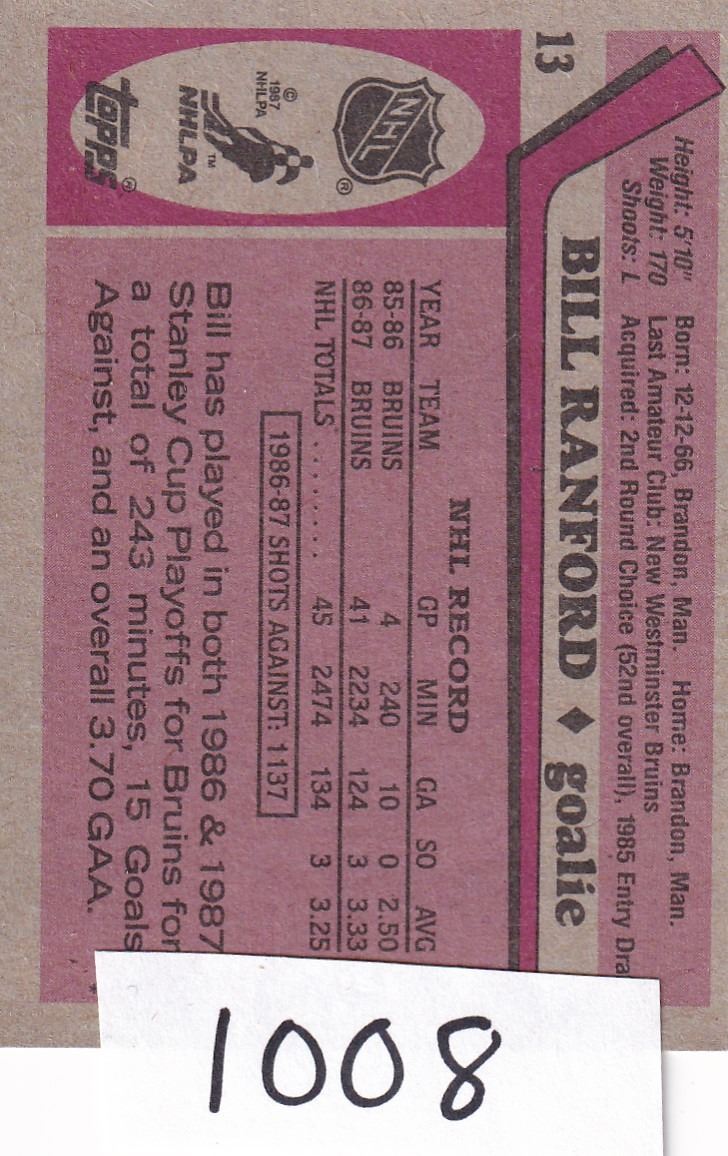 13
Height: 5'10" Born: 12-12-66, Brandon, Man. Home: Brandon, Man.
Weight: 170 Last Amateur Club: New Westminster Bruins
Shoots: L Acquired: 2nd Round Choice (52nd overall), 1985 Entry Dra
BILL RANFORD ♦ goalie
NHL
®
© 1987 NHLPA
NHLPA ™
TOPPS ®
NHL RECORD
YEAR TEAM GP MIN GA SO AVG
85-86 BRUINS 4 240 10 0 2.50
86-87 BRUINS 41 2234 124 3 3.33
NHL TOTALS ......... 45 2474 134 3 3.25
1986-87 SHOTS AGAINST: 1137
Bill has played in both 1986 & 1987
Stanley Cup Playoffs for Bruins for
a total of 243 minutes, 15 Goals
Against, and an overall 3.70 GAA.
*
1008